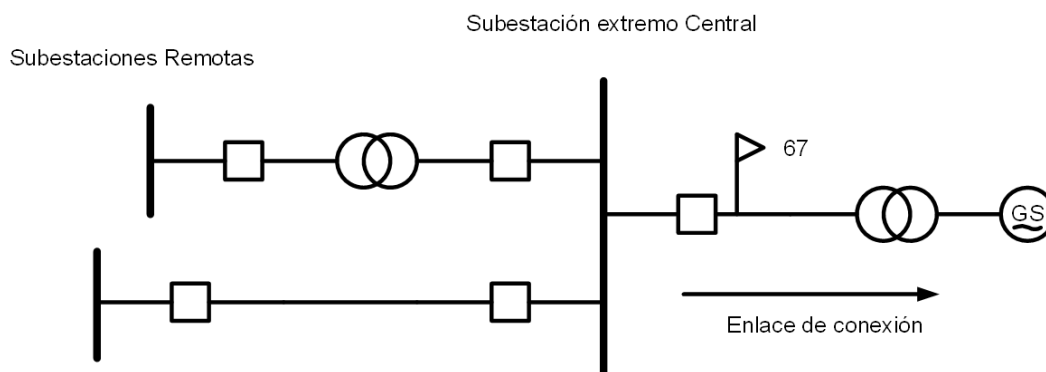 Subestación extremo Central
Subestaciones Remotas
67
GS
Enlace de conexión